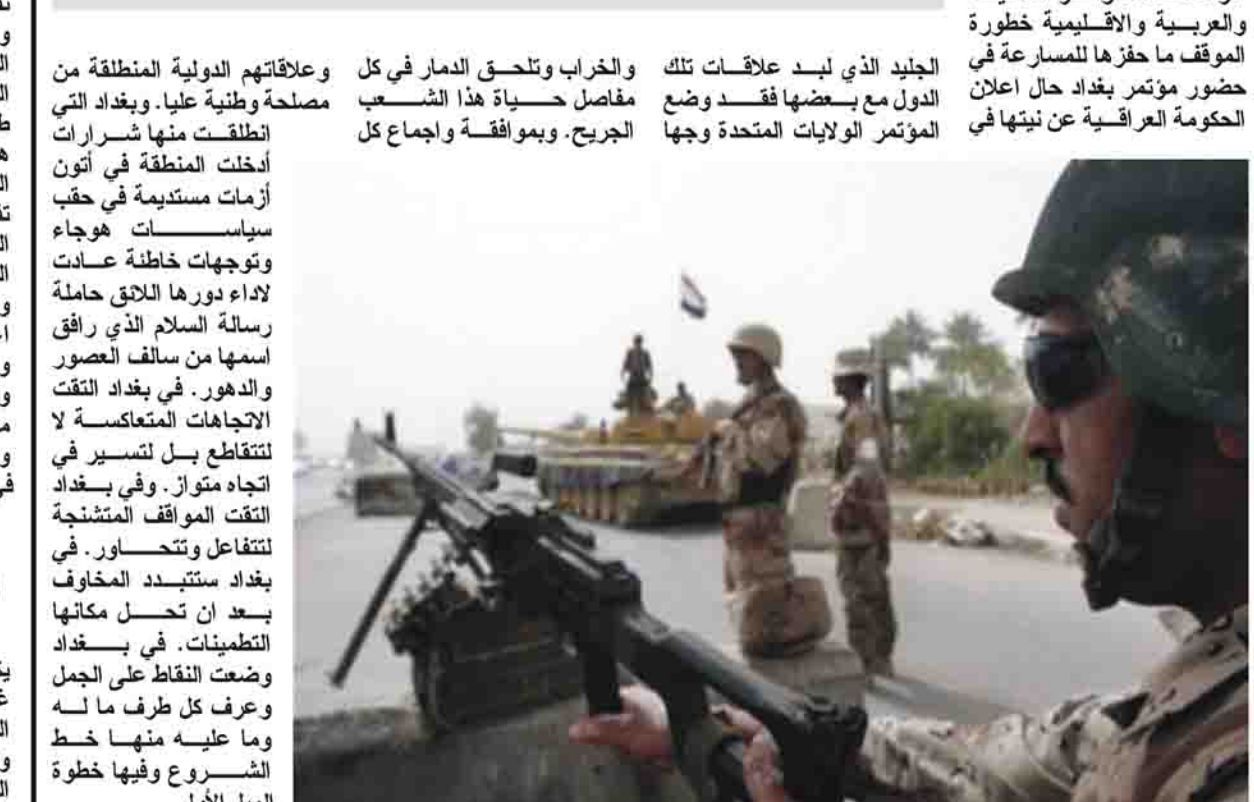 والعربية والاقليمية خطورة
الموقف ما حفزها للمسارعة في
حضور مؤتمر بغداد حال اعلان
الحكومة العراقية عن نيتها في
الجليد الذي لبد علاقات تلك
الدول مع بعضها فقد وضع
المؤتمر الولايات المتحدة وجها
والخراب وتلحق الدمار في كل
مفاصل حياة هذا الشعب
الجريح. وبموافقة واجماع كل
وعلاقاتهم الدولية المنطلقة من
مصلحة وطنية عليا. وبغداد التي
انطلقت منها شرارات
أدخلت المنطقة في أتون
أزمات مستديمة في حقب
سياسات هوجاء
وتوجهات خاطئة عادت
لاداء دورها اللائق حاملة
رسالة السلام الذي رافق
اسمها من سالف العصور
والدهور. في بغداد التقت
الاتجاهات المتعاكسة لا
لتتقاطع بل لتسير في
اتجاه متواز. وفي بغداد
التقت المواقف المتشنجة
لتتفاعل وتتحاور. في
بغداد ستتبدد المخاوف
بعد ان تحل مكانها
التطمينات. في بغداد
وضعت النقاط على الجمل
وعرف كل طرف ما له
وما عليه منها خط
الشروع وفيها خطوة